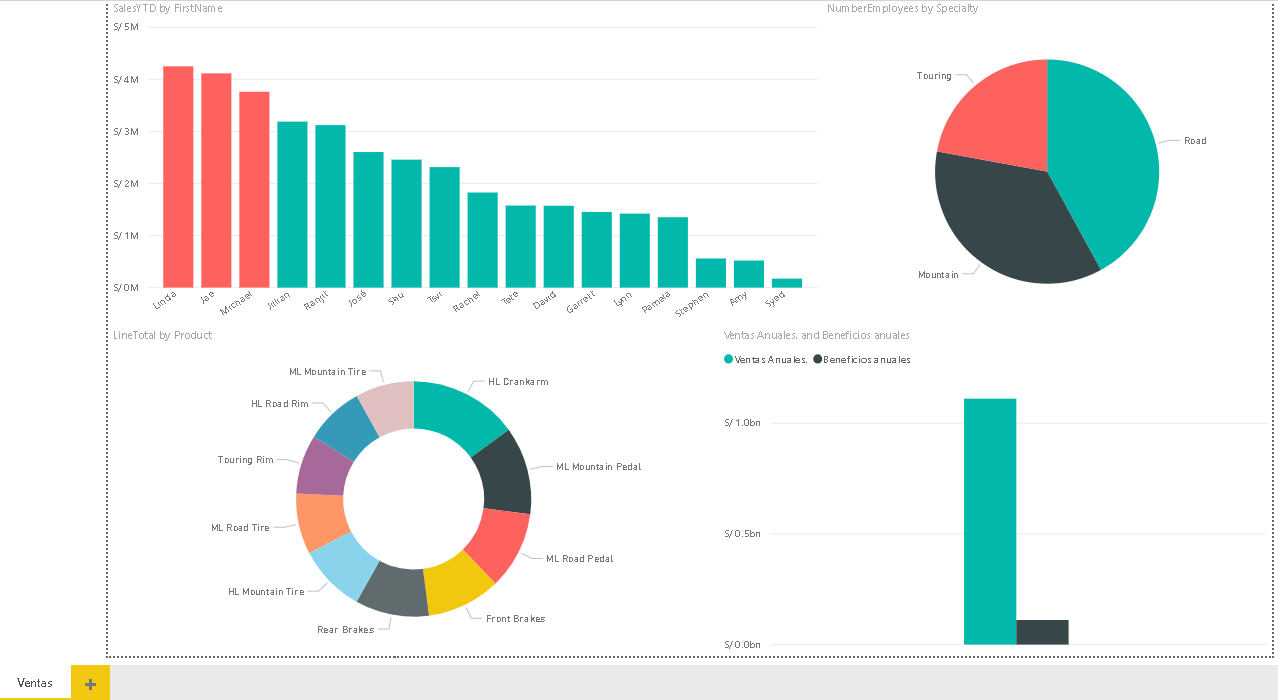 SalesYTD by FirstName
S/ 5M
S/ 4M
S/ 3M
S/ 2M
S/ 1M
S/ 0M
Linda
Jae
Michael
Jillian
Ranjit
José
Shu
Tsvi
Rachel
Tete
David
Garrett
Lynn
Pamela
Stephen
Amy
Syed
NumberEmployees by Specialty
Touring
Road
Mountain
LineTotal by Product
ML Mountain Tire
HL Crankarm
HL Road Rim
Touring Rim
ML Mountain Pedal
ML Road Tire
ML Road Pedal
HL Mountain Tire
Front Brakes
Rear Brakes
Ventas Anuales. and Beneficios anuales
Ventas Anuales. Beneficios anuales
S/ 1.0bn
S/ 0.5bn
S/ 0.0bn
Ventas +